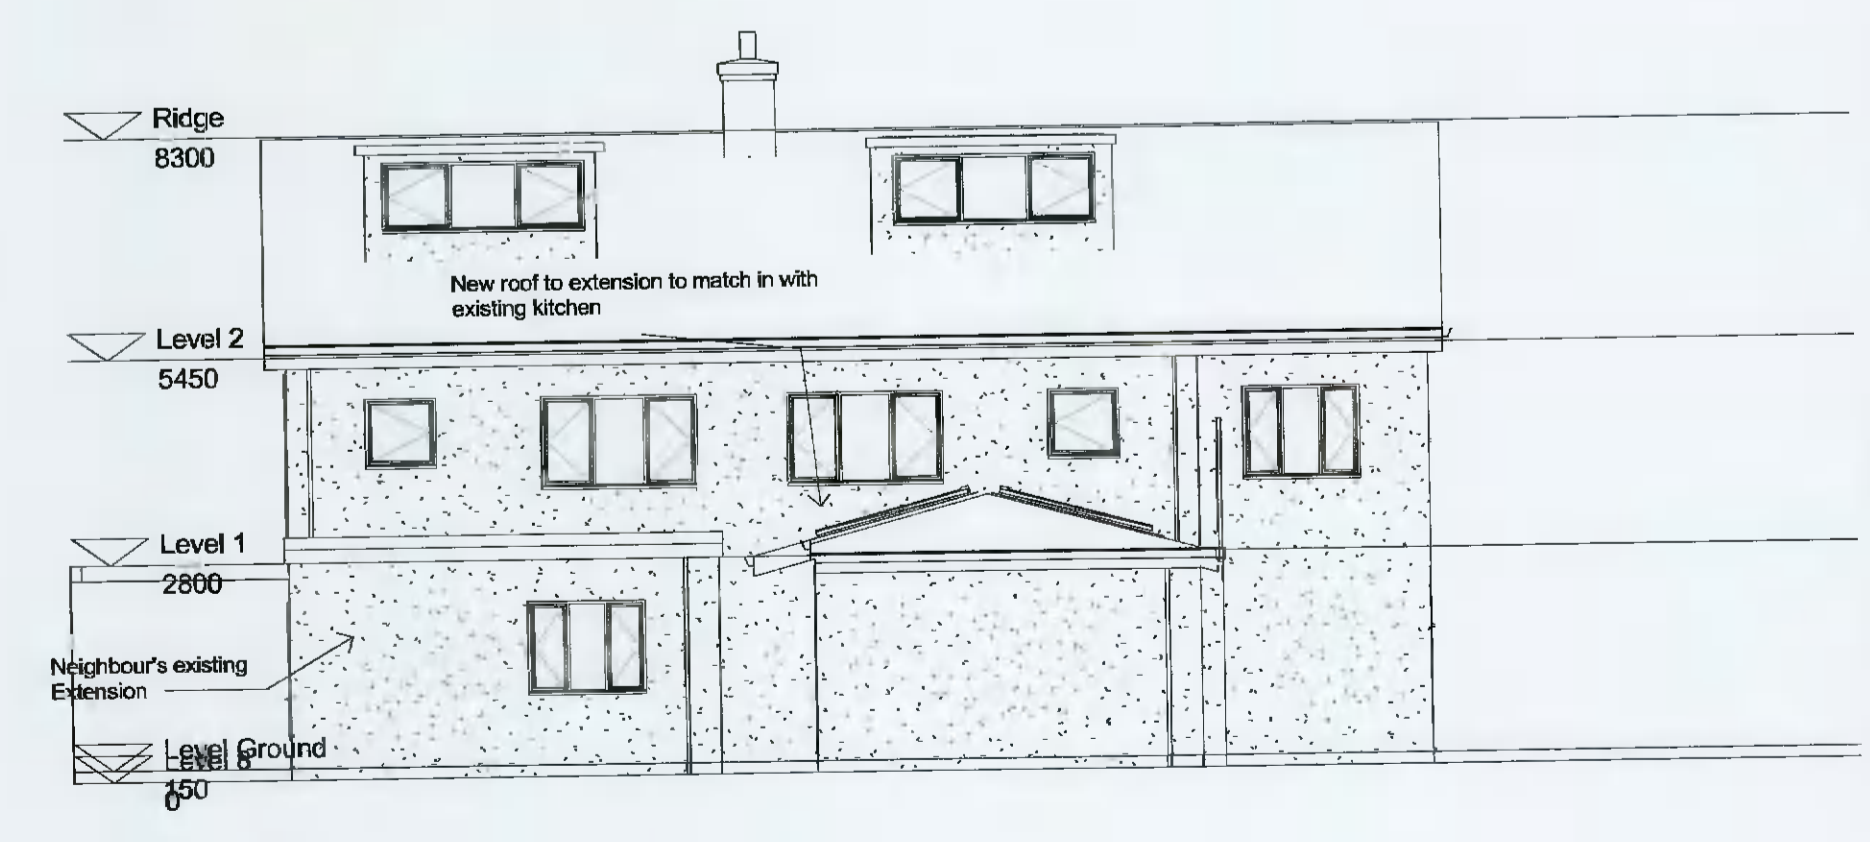 Ridge
8300
New roof to extension to match in with
existing kitchen
Level 2
5450
Level 1
2800
Neighbour's existing
Extension
Level Ground
Level
150
0